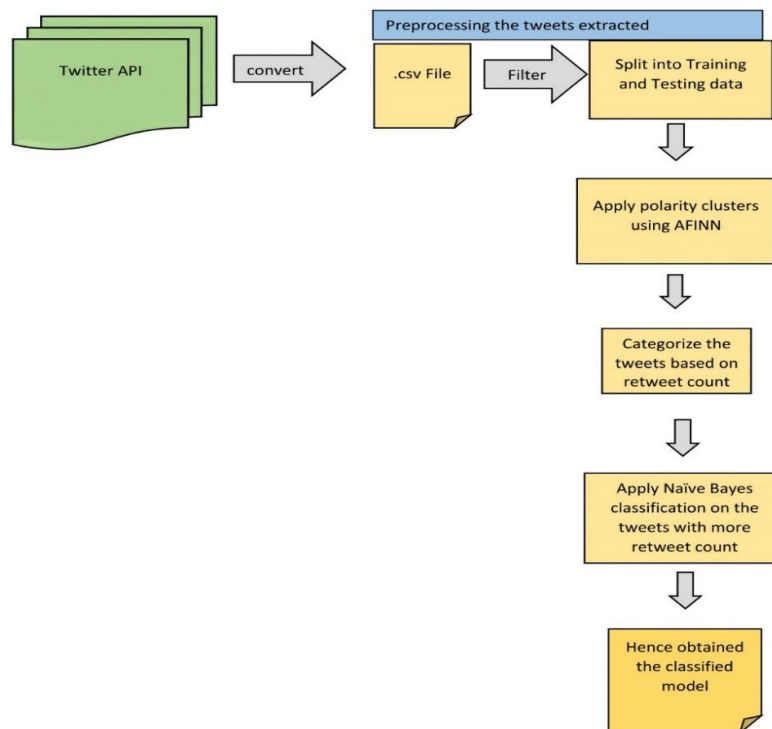 Preprocessing the tweets extracted
Twitter API
convert
.csv File
Filter
Split into Training
and Testing data
Apply polarity clusters
using AFINN
Categorize the
tweets based on
retweet count
Apply Naïve Bayes
classification on the
tweets with more
retweet count
Hence obtained
the classified
model